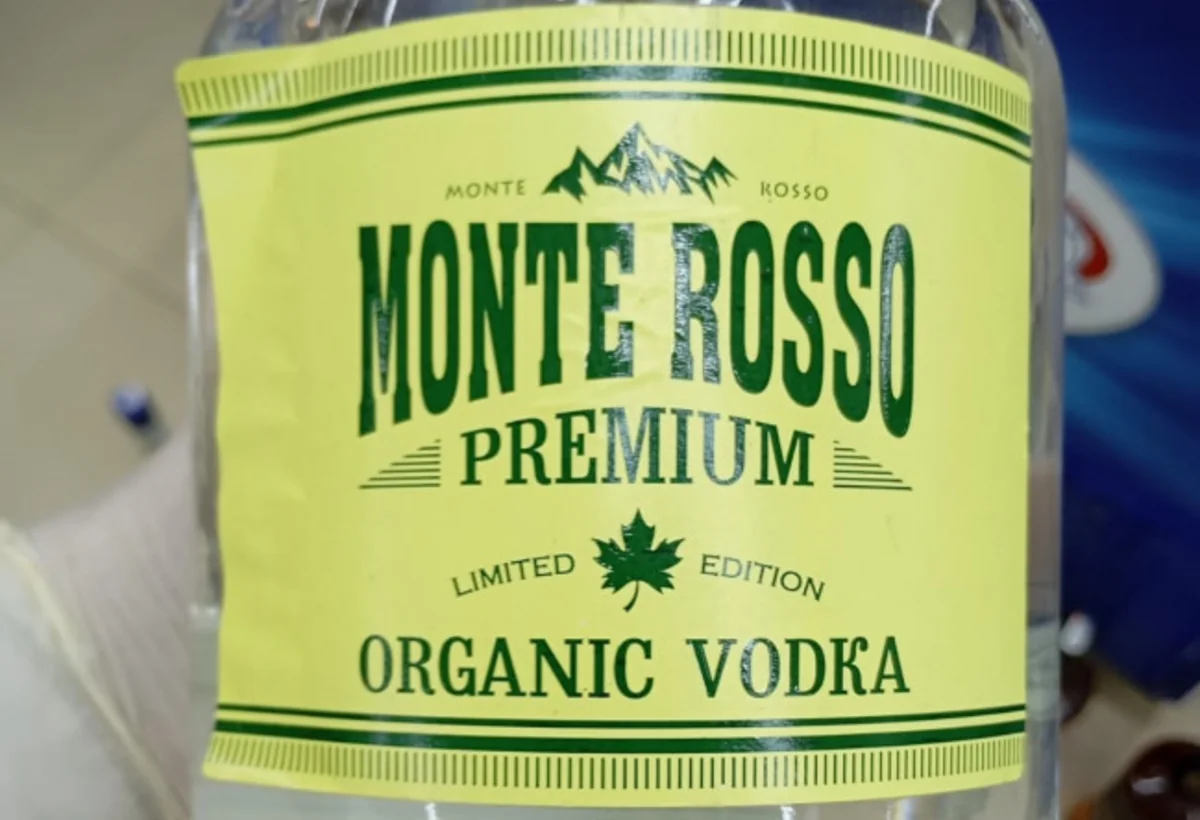 MONTE ROSSO
MONTE ROSSO
PREMIUM
LIMITED EDITION
ORGANIC VODKA